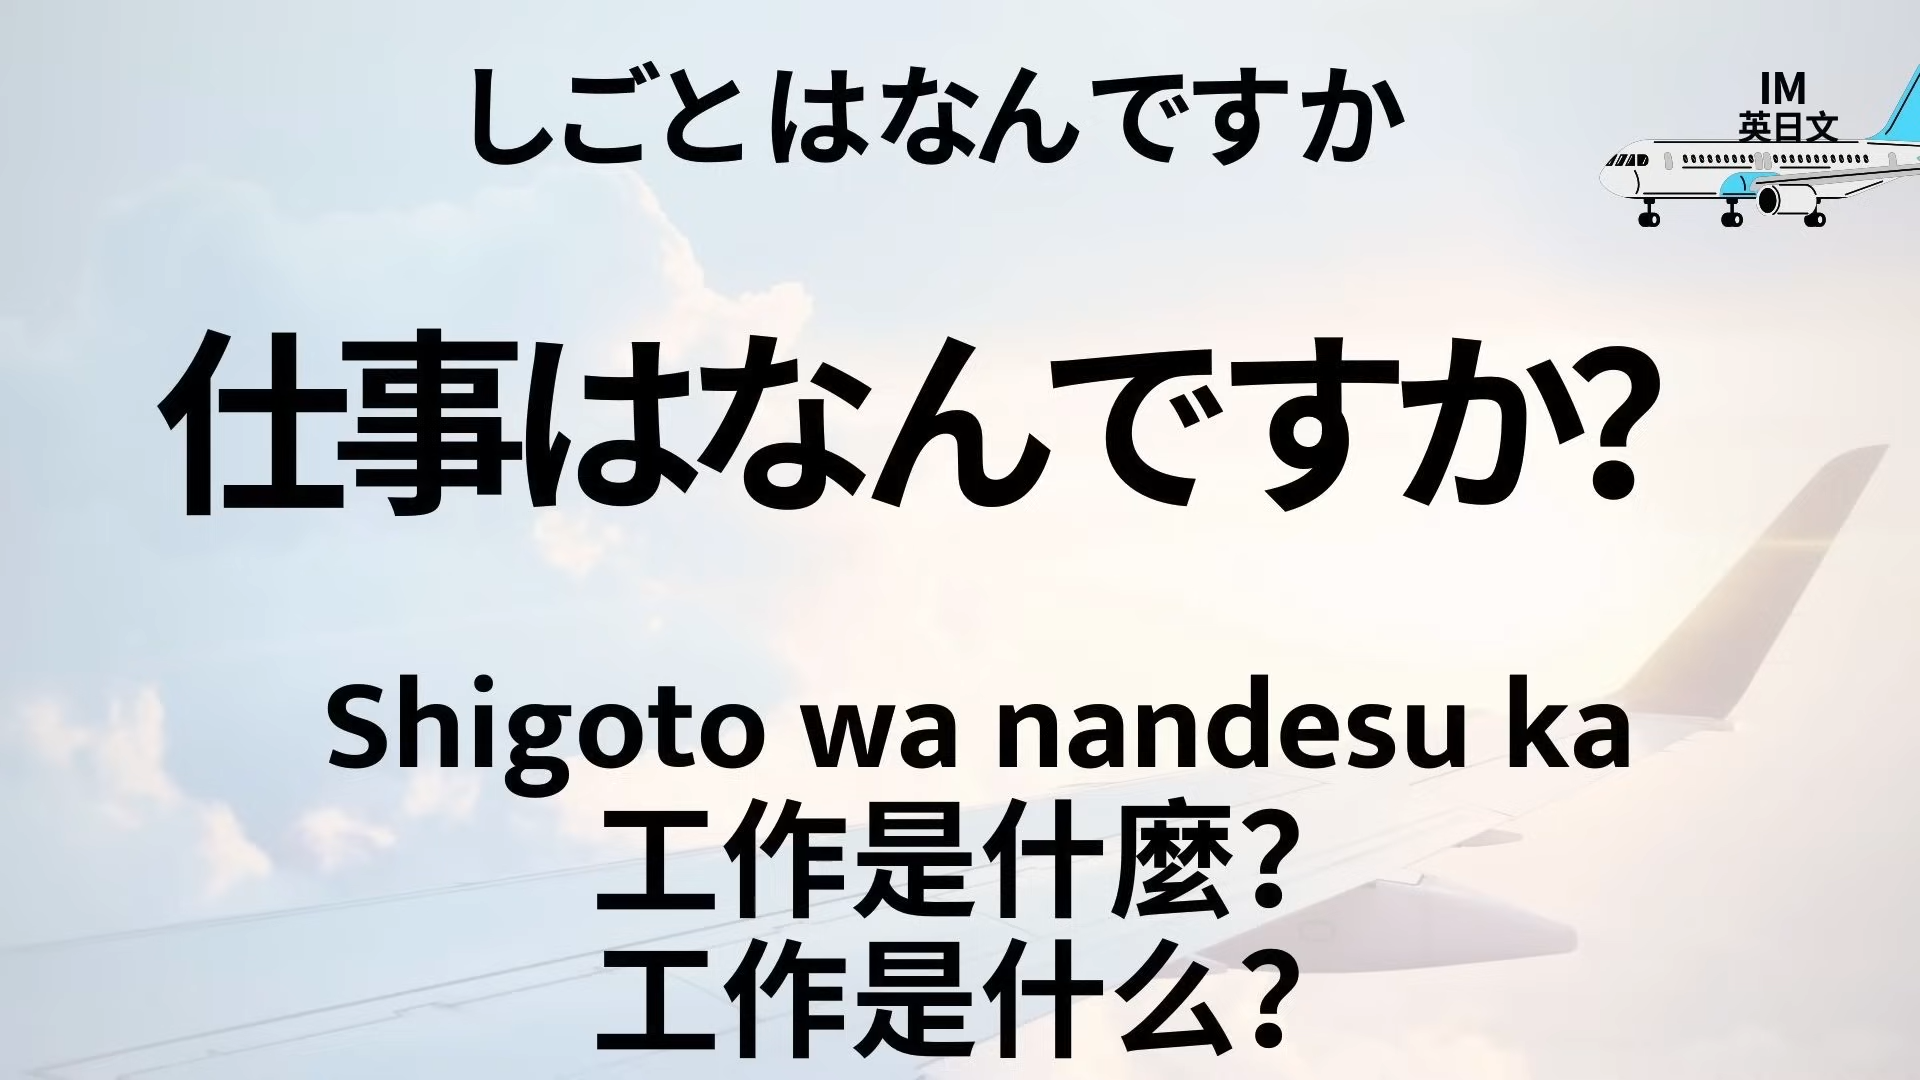 しごとはなんですか
IM
英日文
仕事はなんですか?
Shigoto wa nandesu ka
工作是什麼?
工作是什么?